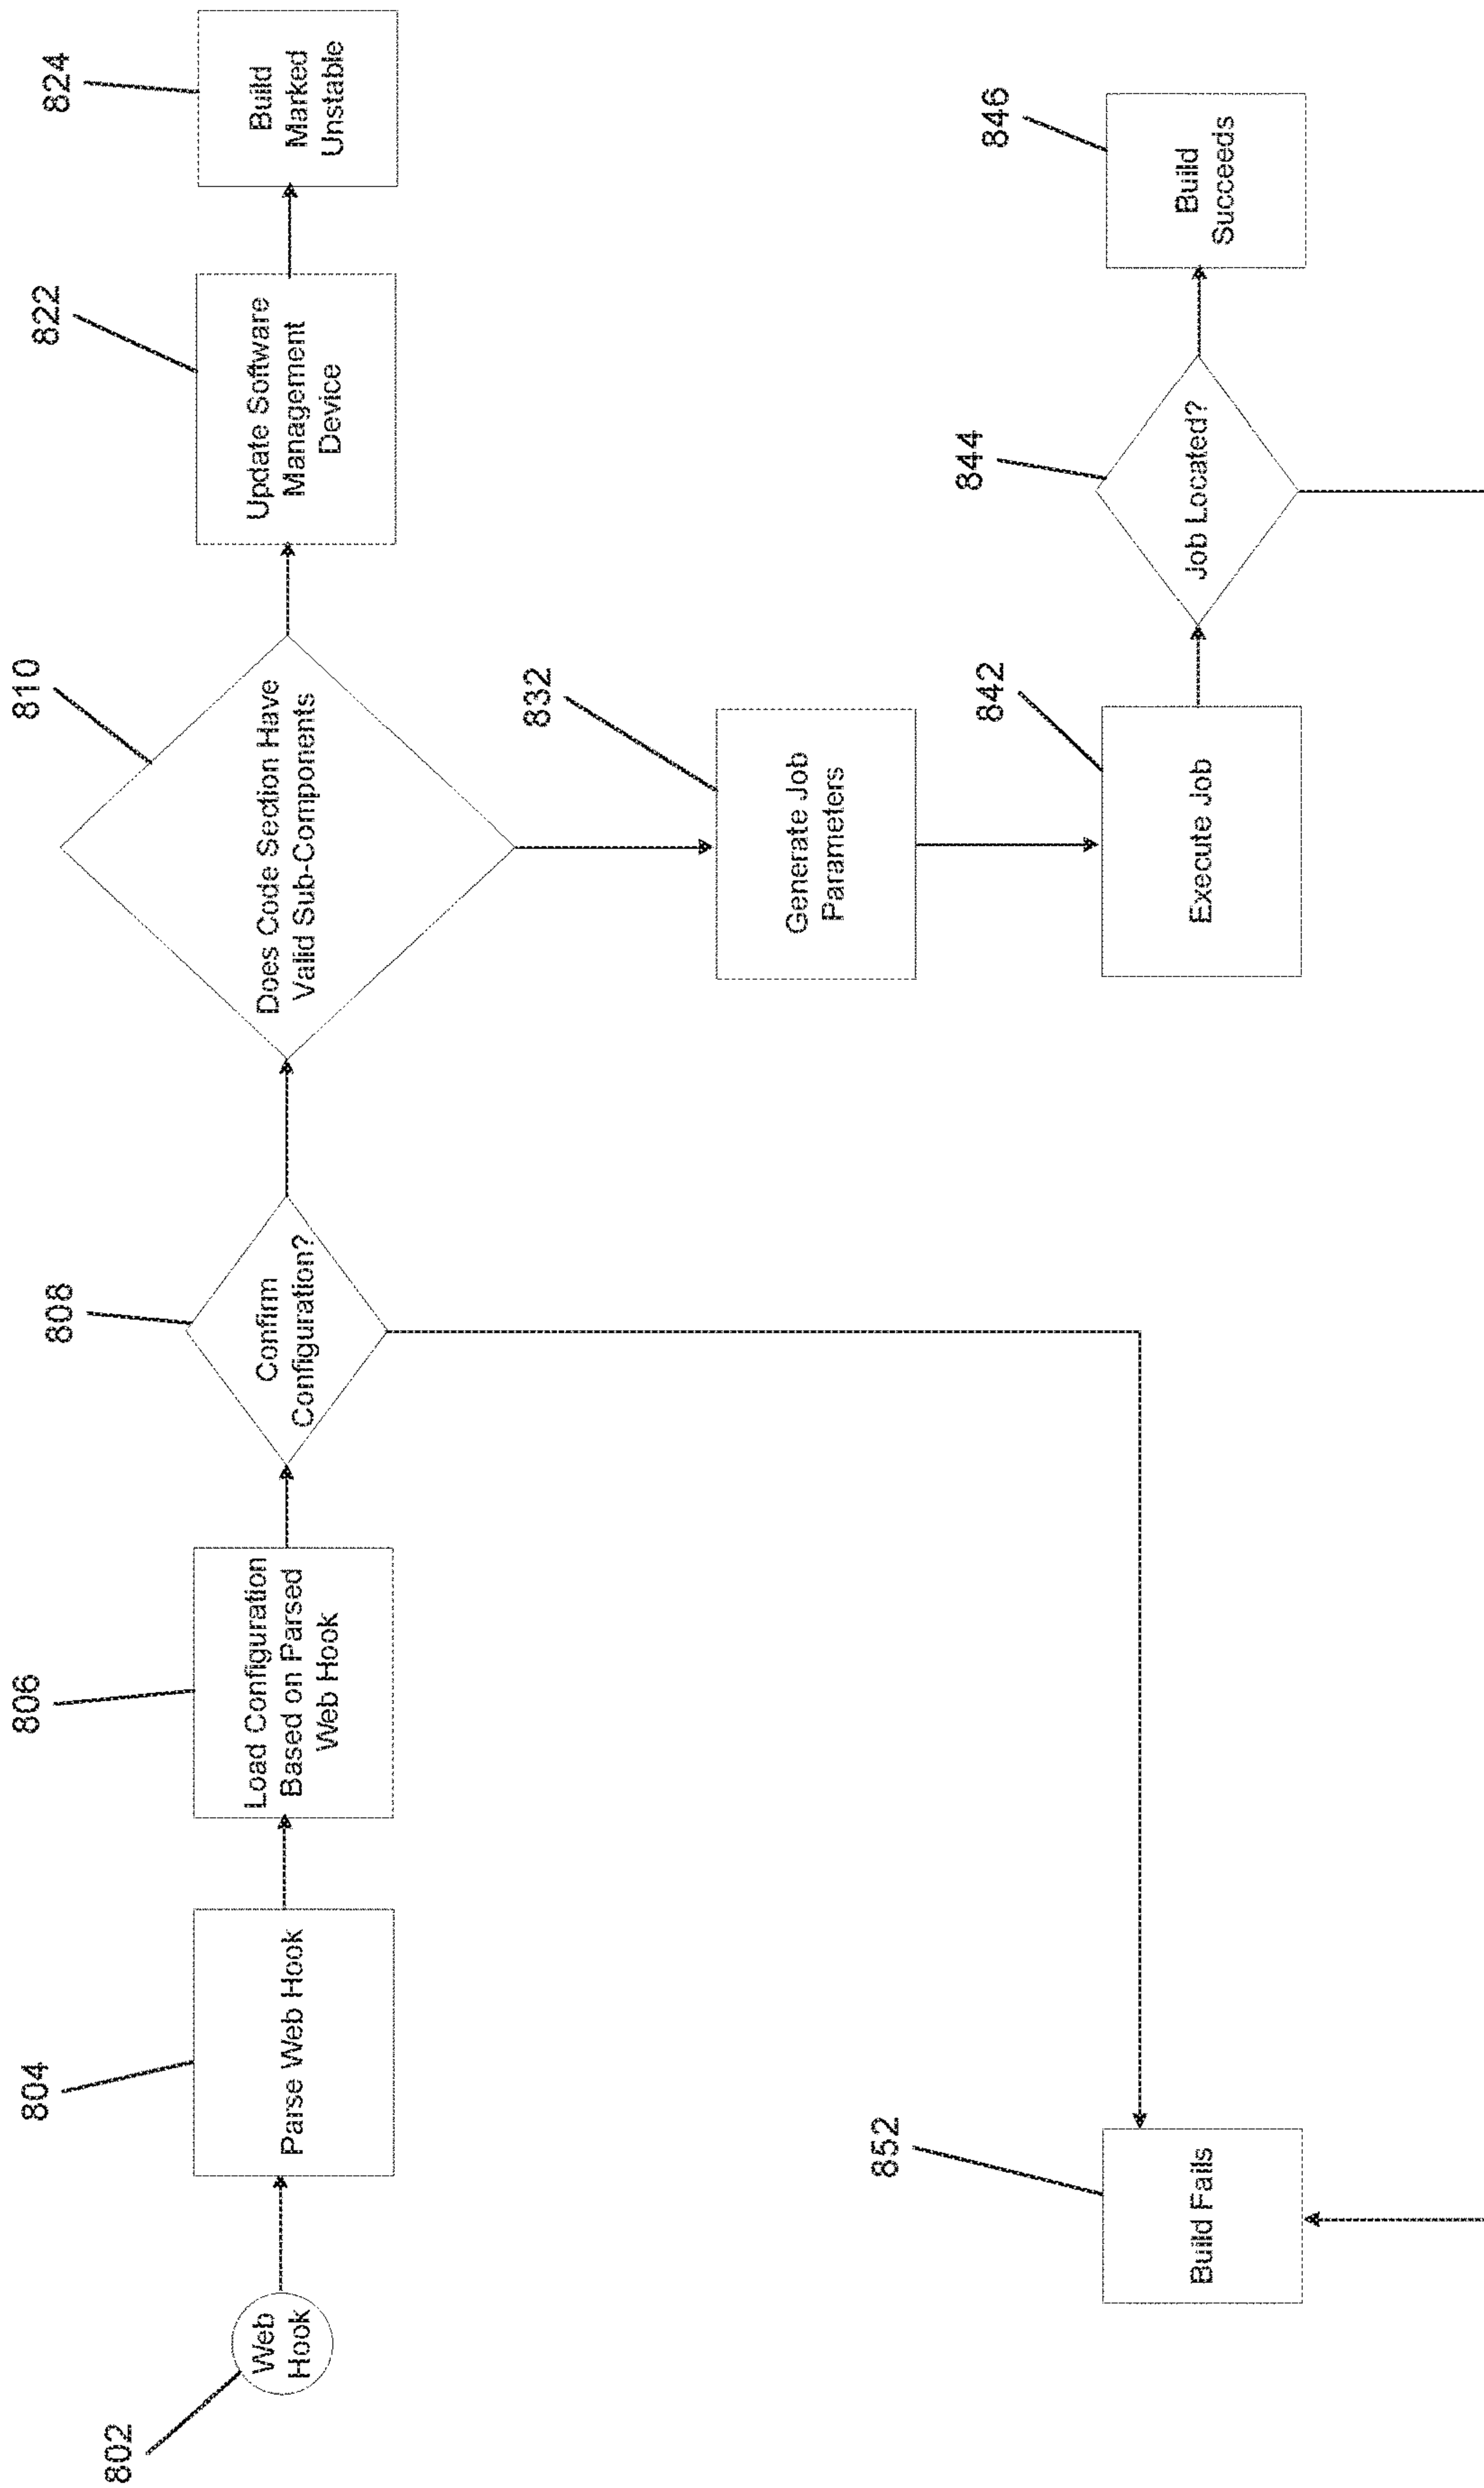 802
Web
Hook
804
Parse Web Hook
806
Load Configuration
Based on Parsed
Web Hook
808
Confirm
Configuration?
810
Does Code Section Have
Valid Sub-Components
822
Update Software
Management
Device
824
Build
Marked
Unstable
832
Generate Job
Parameters
842
Execute Job
844
Job Located?
846
Build
Succeeds
852
Build Fails